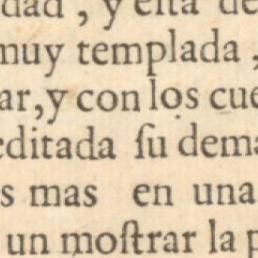 dad, y eſta de
muy templada,
ar, y con los cue
editada ſu dema
s mas en una
un moſtrar la p